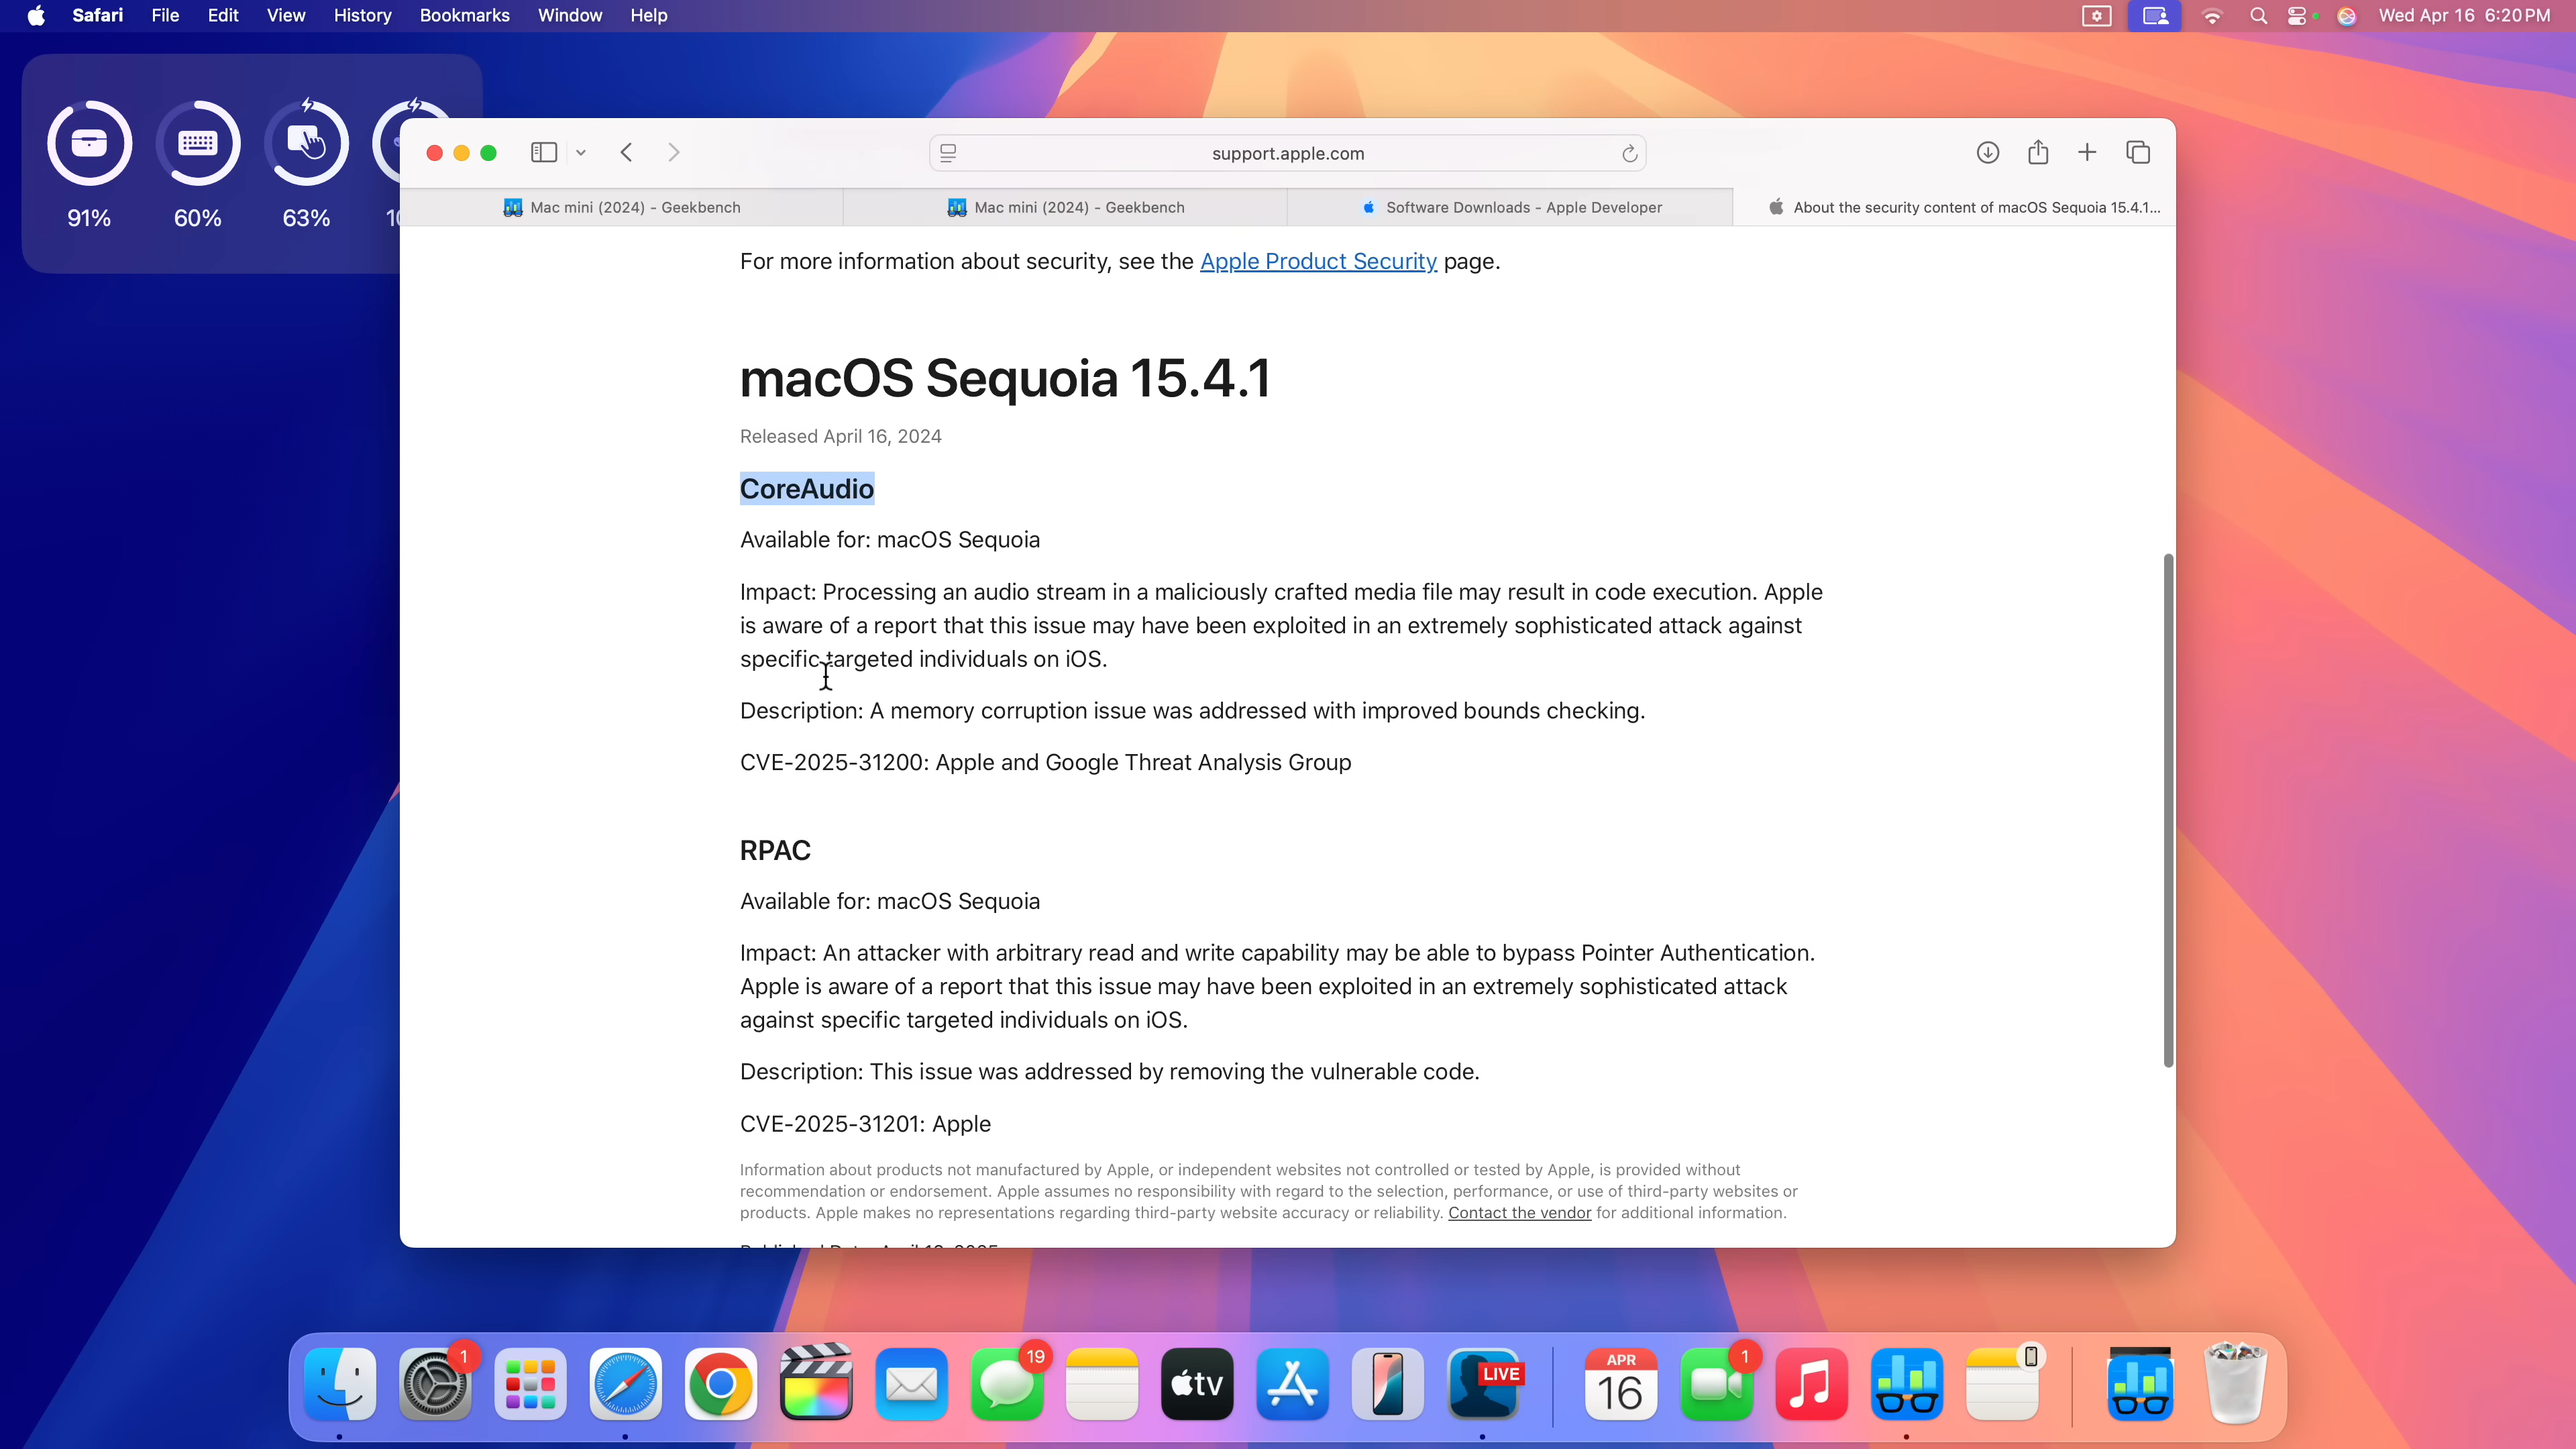 Safari File Edit View History Bookmarks Window Help Wed Apr 16 6:20 PM
91% 60% 63%
support.apple.com
Mac mini (2024) - Geekbench Mac mini (2024) - Geekbench Software Downloads - Apple Developer About the security content of macOS Sequoia 15.4.1...
For more information about security, see the Apple Product Security page.
macOS Sequoia 15.4.1
Released April 16, 2024
CoreAudio
Available for: macOS Sequoia
Impact: Processing an audio stream in a maliciously crafted media file may result in code execution. Apple
is aware of a report that this issue may have been exploited in an extremely sophisticated attack against
specific targeted individuals on iOS.
Description: A memory corruption issue was addressed with improved bounds checking.
CVE-2025-31200: Apple and Google Threat Analysis Group
RPAC
Available for: macOS Sequoia
Impact: An attacker with arbitrary read and write capability may be able to bypass Pointer Authentication.
Apple is aware of a report that this issue may have been exploited in an extremely sophisticated attack
against specific targeted individuals on iOS.
Description: This issue was addressed by removing the vulnerable code.
CVE-2025-31201: Apple
Information about products not manufactured by Apple, or independent websites not controlled or tested by Apple, is provided without
recommendation or endorsement. Apple assumes no responsibility with regard to the selection, performance, or use of third-party websites or
products. Apple makes no representations regarding third-party website accuracy or reliability. Contact the vendor for additional information.
1 19 tv LIVE APR 16 1